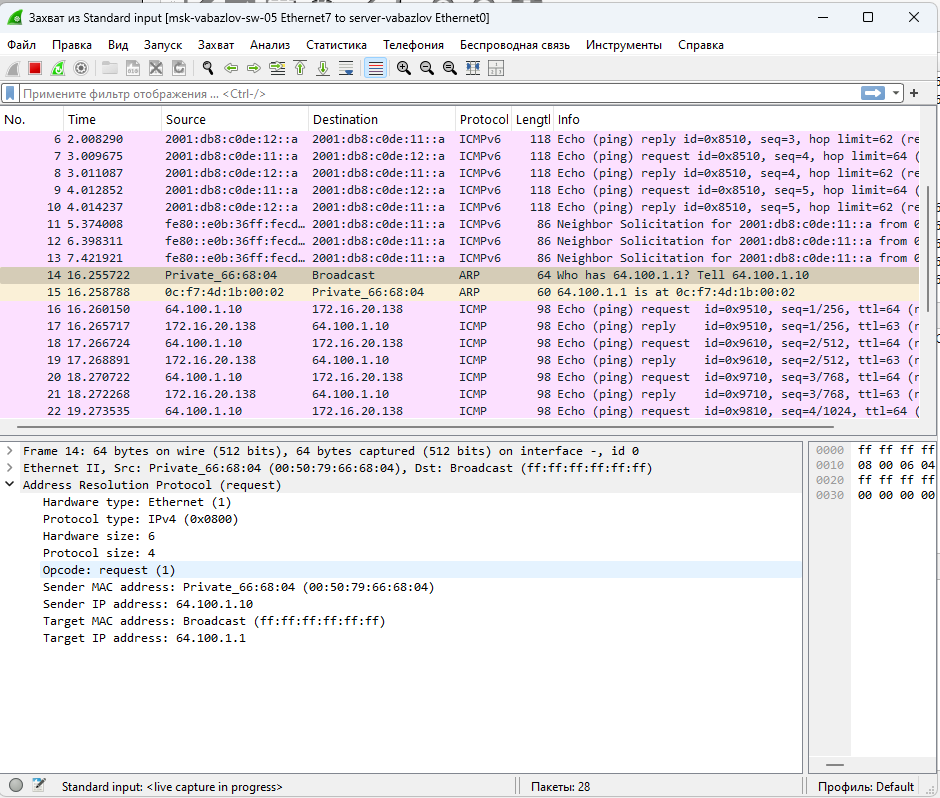 Захват из Standard input [msk-vabazlov-sw-05 Ethernet7 to server-vabazlov Ethernet0]
Файл Правка Вид Запуск Захват Анализ Статистика Телефония Беспроводная связь Инструменты Справка
Примените фильтр отображения ... <Ctrl-/>
No. Time Source Destination Protocol Lengtl Info
6 2.008290 2001:db8:c0de:12::a 2001:db8:c0de:11::a ICMPv6 118 Echo (ping) reply id=0x8510, seq=3, hop limit=62 (re
7 3.009675 2001:db8:c0de:11::a 2001:db8:c0de:12::a ICMPv6 118 Echo (ping) request id=0x8510, seq=4, hop limit=64 (
8 3.011087 2001:db8:c0de:12::a 2001:db8:c0de:11::a ICMPv6 118 Echo (ping) reply id=0x8510, seq=4, hop limit=62 (re
9 4.012852 2001:db8:c0de:11::a 2001:db8:c0de:12::a ICMPv6 118 Echo (ping) request id=0x8510, seq=5, hop limit=64 (
10 4.014237 2001:db8:c0de:12::a 2001:db8:c0de:11::a ICMPv6 118 Echo (ping) reply id=0x8510, seq=5, hop limit=62 (re
11 5.374008 fe80::e0b:36ff:fecd… 2001:db8:c0de:11::a ICMPv6 86 Neighbor Solicitation for 2001:db8:c0de:11::a from 0
12 6.398311 fe80::e0b:36ff:fecd… 2001:db8:c0de:11::a ICMPv6 86 Neighbor Solicitation for 2001:db8:c0de:11::a from 0
13 7.421921 fe80::e0b:36ff:fecd… 2001:db8:c0de:11::a ICMPv6 86 Neighbor Solicitation for 2001:db8:c0de:11::a from 0
14 16.255722 Private_66:68:04 Broadcast ARP 64 Who has 64.100.1.1? Tell 64.100.1.10
15 16.258788 0c:f7:4d:1b:00:02 Private_66:68:04 ARP 60 64.100.1.1 is at 0c:f7:4d:1b:00:02
16 16.260150 64.100.1.10 172.16.20.138 ICMP 98 Echo (ping) request id=0x9510, seq=1/256, ttl=64 (r
17 16.265717 172.16.20.138 64.100.1.10 ICMP 98 Echo (ping) reply id=0x9510, seq=1/256, ttl=63 (r
18 17.266724 64.100.1.10 172.16.20.138 ICMP 98 Echo (ping) request id=0x9610, seq=2/512, ttl=64 (r
19 17.268891 172.16.20.138 64.100.1.10 ICMP 98 Echo (ping) reply id=0x9610, seq=2/512, ttl=63 (r
20 18.270722 64.100.1.10 172.16.20.138 ICMP 98 Echo (ping) request id=0x9710, seq=3/768, ttl=64 (r
21 18.272268 172.16.20.138 64.100.1.10 ICMP 98 Echo (ping) reply id=0x9710, seq=3/768, ttl=63 (r
22 19.273535 64.100.1.10 172.16.20.138 ICMP 98 Echo (ping) request id=0x9810, seq=4/1024, ttl=64 (
Frame 14: 64 bytes on wire (512 bits), 64 bytes captured (512 bits) on interface -, id 0
Ethernet II, Src: Private_66:68:04 (00:50:79:66:68:04), Dst: Broadcast (ff:ff:ff:ff:ff:ff)
Address Resolution Protocol (request)
Hardware type: Ethernet (1)
Protocol type: IPv4 (0x0800)
Hardware size: 6
Protocol size: 4
Opcode: request (1)
Sender MAC address: Private_66:68:04 (00:50:79:66:68:04)
Sender IP address: 64.100.1.10
Target MAC address: Broadcast (ff:ff:ff:ff:ff:ff)
Target IP address: 64.100.1.1
0000 ff ff ff ff
0010 08 00 06 04
0020 ff ff ff ff
0030 00 00 00 00
Standard input: <live capture in progress> Пакеты: 28 Профиль: Default